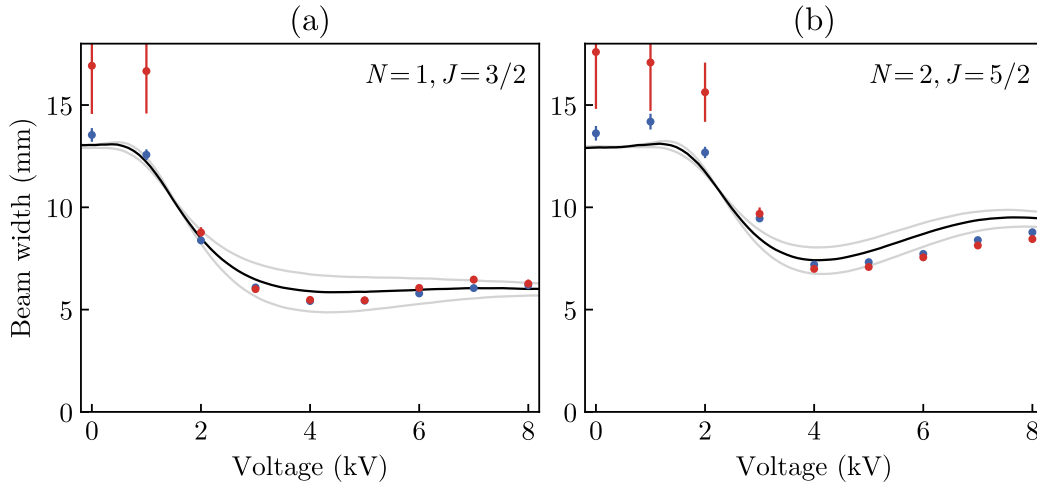 (a)
(b)
N=1, J=3/2
N=2, J=5/2
Beam width (mm)
15
10
5
0
15
10
5
0
0 2 4 6 8
0 2 4 6 8
Voltage (kV)
Voltage (kV)